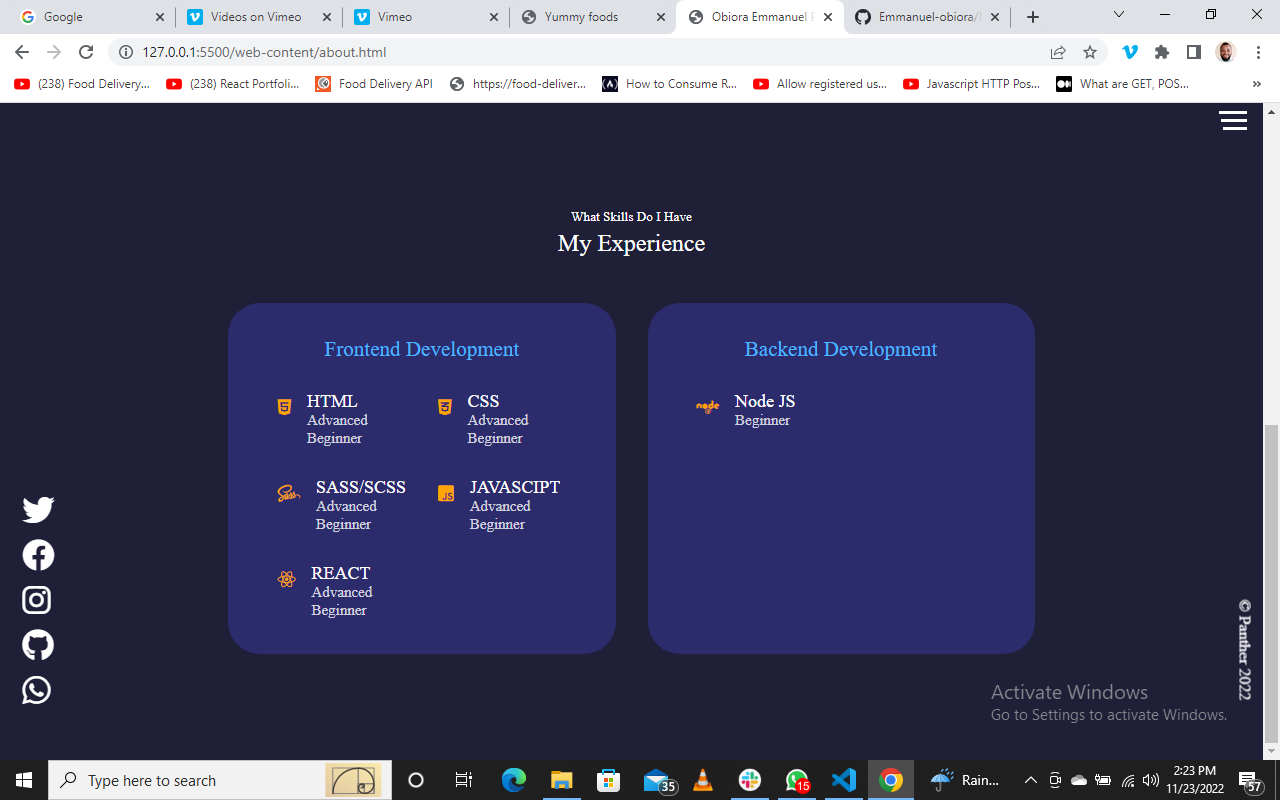 Google
Videos on Vimeo
Vimeo
Yummy foods
Obiora Emmanuel
Emmanuel-obiora/
127.0.0.1:5500/web-content/about.html
(238) Food Delivery...
(238) React Portfoli...
Food Delivery API
https://food-deliver...
How to Consume R...
Allow registered us...
Javascript HTTP Pos...
What are GET, POS...
»
What Skills Do I Have
My Experience
Frontend Development
HTML
Advanced
Beginner
CSS
Advanced
Beginner
SASS/SCSS
Advanced
Beginner
JAVASCIPT
Advanced
Beginner
REACT
Advanced
Beginner
Backend Development
Node JS
Beginner
© Panther 2022
Activate Windows
Go to Settings to activate Windows.
Type here to search
35
15
Rain...
2:23 PM
11/23/2022
57